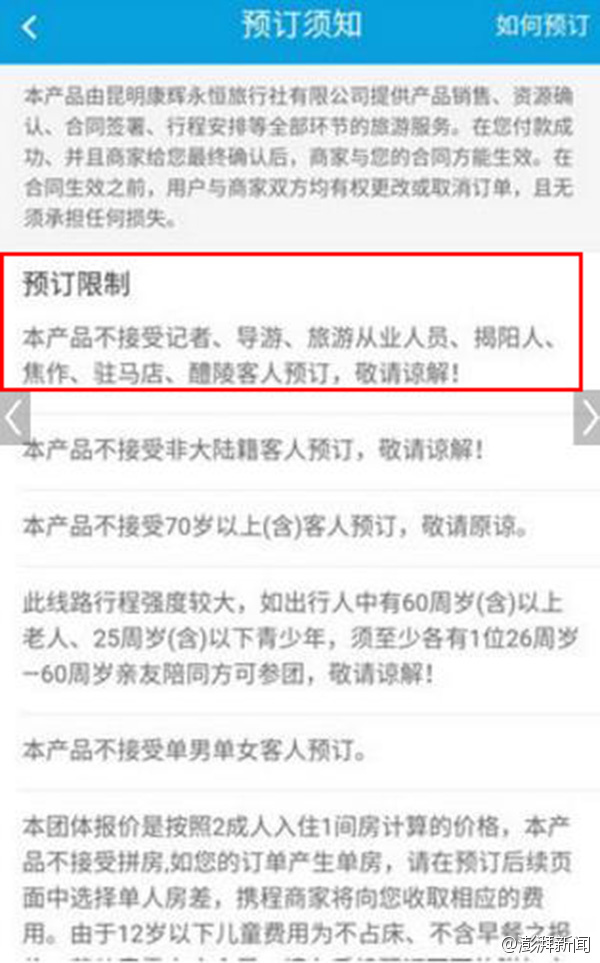 预订须知
如何预订
本产品由昆明康辉永恒旅行社有限公司提供产品销售、资源确
认、合同签署、行程安排等全部环节的旅游服务。在您付款成
功、并且商家给您最终确认后，商家与您的合同方能生效。在
合同生效之前，用户与商家双方均有权更改或取消订单，且无
须承担任何损失。
预订限制
本产品不接受记者、导游、旅游从业人员、揭阳人、
焦作、驻马店、醴陵客人预订，敬请谅解！
本产品不接受非大陆籍客人预订，敬请谅解！
本产品不接受70岁以上(含)客人预订，敬请原谅。
此线路行程强度较大，如出行人中有60周岁(含)以上
老人、25周岁(含)以下青少年，须至少各有1位26周岁
—60周岁亲友陪同方可参团，敬请谅解！
本产品不接受单男单女客人预订。
本团体报价是按照2成人入住1间房计算的价格，本产
品不接受拼房,如您的订单产生单房，请在预订后续页
面中选择单人房差，携程商家将向您收取相应的费
用。由于12岁以下儿童费用为不占床、不含早餐之报
@澎湃新闻